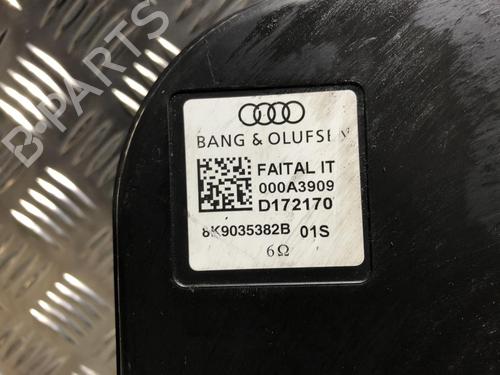 B-PARTS
BANG & OLUFSEN
FAITAL IT
000A3909
D172170
8K9035382B 01S
6Ω